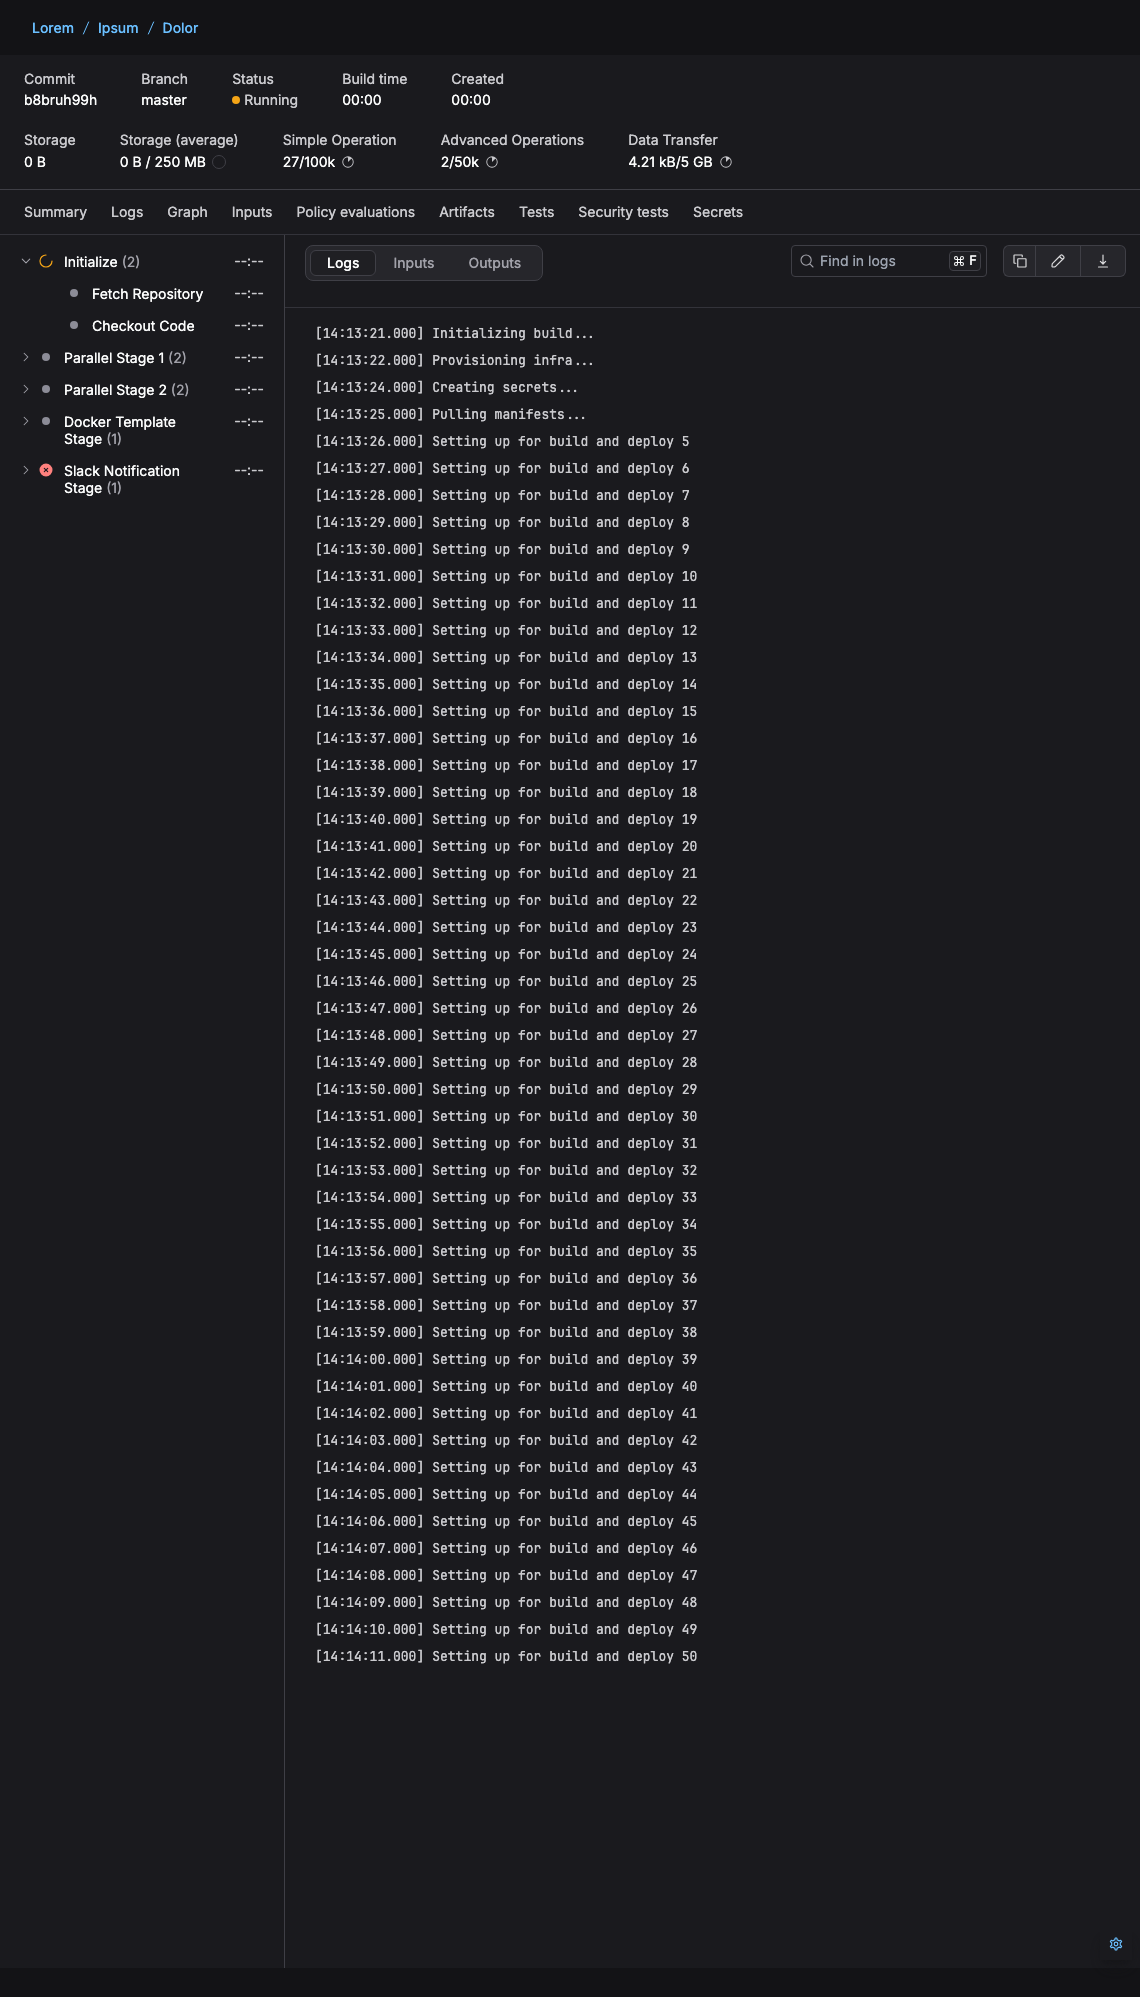 Lorem / Ipsum / Dolor
Commit Branch Status Build time Created
b8bruh99h master Running 00:00 00:00
Storage Storage (average) Simple Operation Advanced Operations Data Transfer
0 B 0 B / 250 MB 27/100k 2/50k 4.21 kB/5 GB
Summary Logs Graph Inputs Policy evaluations Artifacts Tests Security tests Secrets
Initialize (2) --:--
Fetch Repository --:--
Checkout Code --:--
Parallel Stage 1 (2) --:--
Parallel Stage 2 (2) --:--
Docker Template --:--
Stage (1)
Slack Notification --:--
Stage (1)
Logs Inputs Outputs Find in logs ⌘ F
[14:13:21.000] Initializing build...
[14:13:22.000] Provisioning infra...
[14:13:24.000] Creating secrets...
[14:13:25.000] Pulling manifests...
[14:13:26.000] Setting up for build and deploy 5
[14:13:27.000] Setting up for build and deploy 6
[14:13:28.000] Setting up for build and deploy 7
[14:13:29.000] Setting up for build and deploy 8
[14:13:30.000] Setting up for build and deploy 9
[14:13:31.000] Setting up for build and deploy 10
[14:13:32.000] Setting up for build and deploy 11
[14:13:33.000] Setting up for build and deploy 12
[14:13:34.000] Setting up for build and deploy 13
[14:13:35.000] Setting up for build and deploy 14
[14:13:36.000] Setting up for build and deploy 15
[14:13:37.000] Setting up for build and deploy 16
[14:13:38.000] Setting up for build and deploy 17
[14:13:39.000] Setting up for build and deploy 18
[14:13:40.000] Setting up for build and deploy 19
[14:13:41.000] Setting up for build and deploy 20
[14:13:42.000] Setting up for build and deploy 21
[14:13:43.000] Setting up for build and deploy 22
[14:13:44.000] Setting up for build and deploy 23
[14:13:45.000] Setting up for build and deploy 24
[14:13:46.000] Setting up for build and deploy 25
[14:13:47.000] Setting up for build and deploy 26
[14:13:48.000] Setting up for build and deploy 27
[14:13:49.000] Setting up for build and deploy 28
[14:13:50.000] Setting up for build and deploy 29
[14:13:51.000] Setting up for build and deploy 30
[14:13:52.000] Setting up for build and deploy 31
[14:13:53.000] Setting up for build and deploy 32
[14:13:54.000] Setting up for build and deploy 33
[14:13:55.000] Setting up for build and deploy 34
[14:13:56.000] Setting up for build and deploy 35
[14:13:57.000] Setting up for build and deploy 36
[14:13:58.000] Setting up for build and deploy 37
[14:13:59.000] Setting up for build and deploy 38
[14:14:00.000] Setting up for build and deploy 39
[14:14:01.000] Setting up for build and deploy 40
[14:14:02.000] Setting up for build and deploy 41
[14:14:03.000] Setting up for build and deploy 42
[14:14:04.000] Setting up for build and deploy 43
[14:14:05.000] Setting up for build and deploy 44
[14:14:06.000] Setting up for build and deploy 45
[14:14:07.000] Setting up for build and deploy 46
[14:14:08.000] Setting up for build and deploy 47
[14:14:09.000] Setting up for build and deploy 48
[14:14:10.000] Setting up for build and deploy 49
[14:14:11.000] Setting up for build and deploy 50